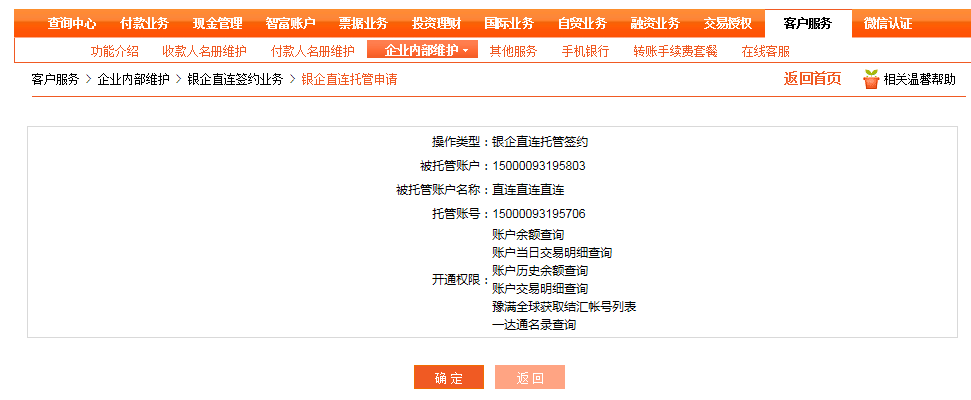 查询中心 付款业务 现金管理 智富账户 票据业务 投资理财 国际业务 自贸业务 融资业务 交易授权 客户服务 微信认证
功能介绍 收款人名册维护 付款人名册维护 企业内部维护 其他服务 手机银行 转账手续费套餐 在线客服
客户服务 > 企业内部维护 > 银企直连签约业务 > 银企直连托管申请 返回首页 相关温馨帮助
操作类型：银企直连托管签约
被托管账户：15000093195803
被托管账户名称：直连直连直连
托管账号：15000093195706
开通权限：
账户余额查询
账户当日交易明细查询
账户历史余额查询
账户交易明细查询
豫满全球获取结汇帐号列表
一达通名录查询
确定 返回